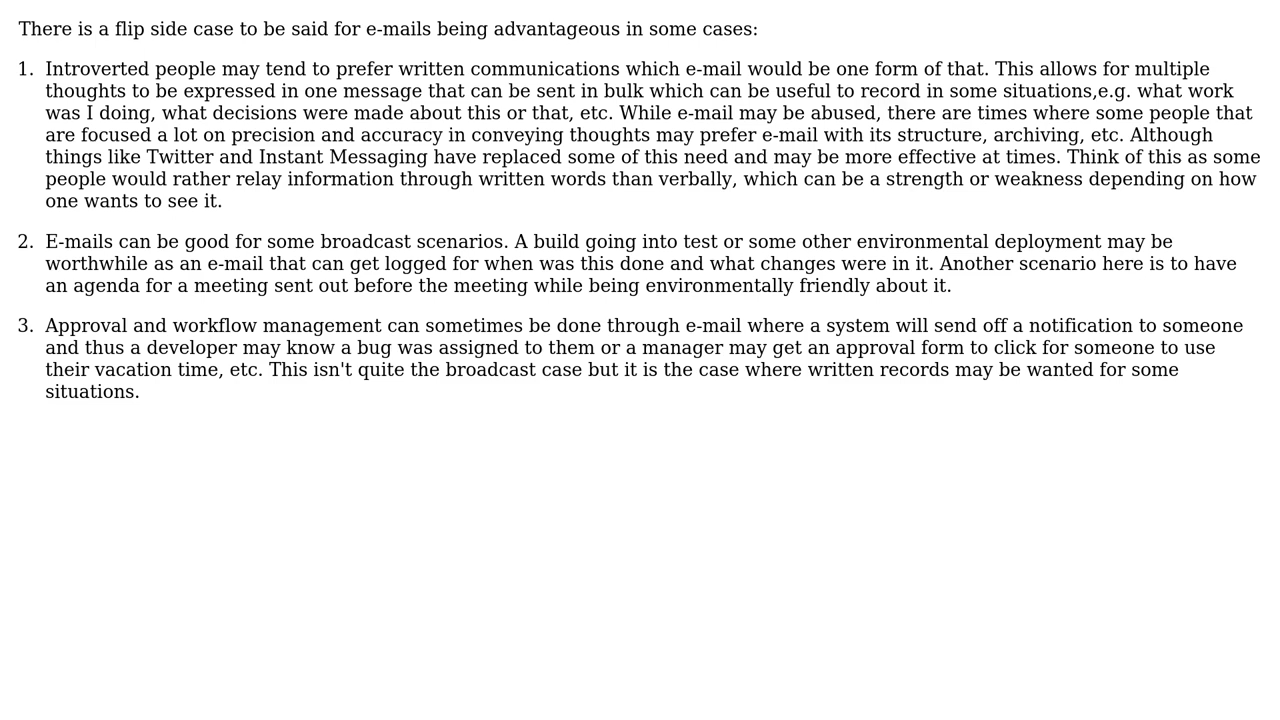 There is a flip side case to be said for e-mails being advantageous in some cases:
1. Introverted people may tend to prefer written communications which e-mail would be one form of that. This allows for multiple
thoughts to be expressed in one message that can be sent in bulk which can be useful to record in some situations,e.g. what work
was I doing, what decisions were made about this or that, etc. While e-mail may be abused, there are times where some people that
are focused a lot on precision and accuracy in conveying thoughts may prefer e-mail with its structure, archiving, etc. Although
things like Twitter and Instant Messaging have replaced some of this need and may be more effective at times. Think of this as some
people would rather relay information through written words than verbally, which can be a strength or weakness depending on how
one wants to see it.
2. E-mails can be good for some broadcast scenarios. A build going into test or some other environmental deployment may be
worthwhile as an e-mail that can get logged for when was this done and what changes were in it. Another scenario here is to have
an agenda for a meeting sent out before the meeting while being environmentally friendly about it.
3. Approval and workflow management can sometimes be done through e-mail where a system will send off a notification to someone
and thus a developer may know a bug was assigned to them or a manager may get an approval form to click for someone to use
their vacation time, etc. This isn't quite the broadcast case but it is the case where written records may be wanted for some
situations.